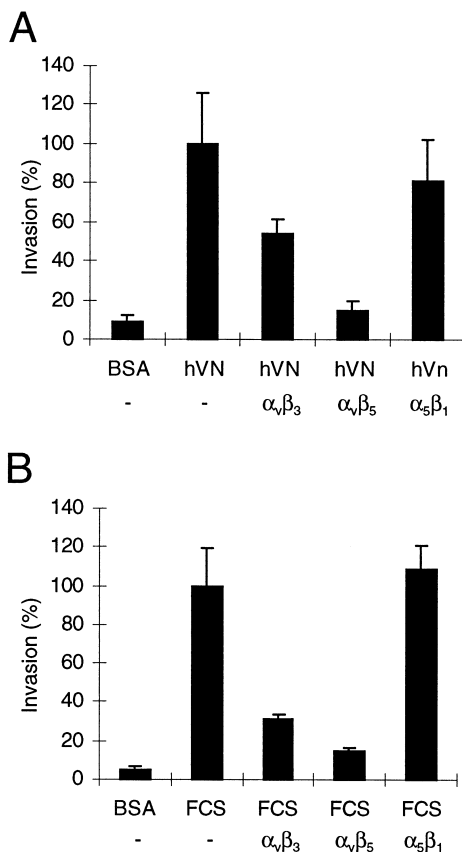 A
140
120
100
80
60
40
20
0
Invasion (%)
BSA hVN hVN hVN hVn
- - αvβ3 αvβ5 α5β1
B
140
120
100
80
60
40
20
0
Invasion (%)
BSA FCS FCS FCS FCS
- - αvβ3 αvβ5 α5β1